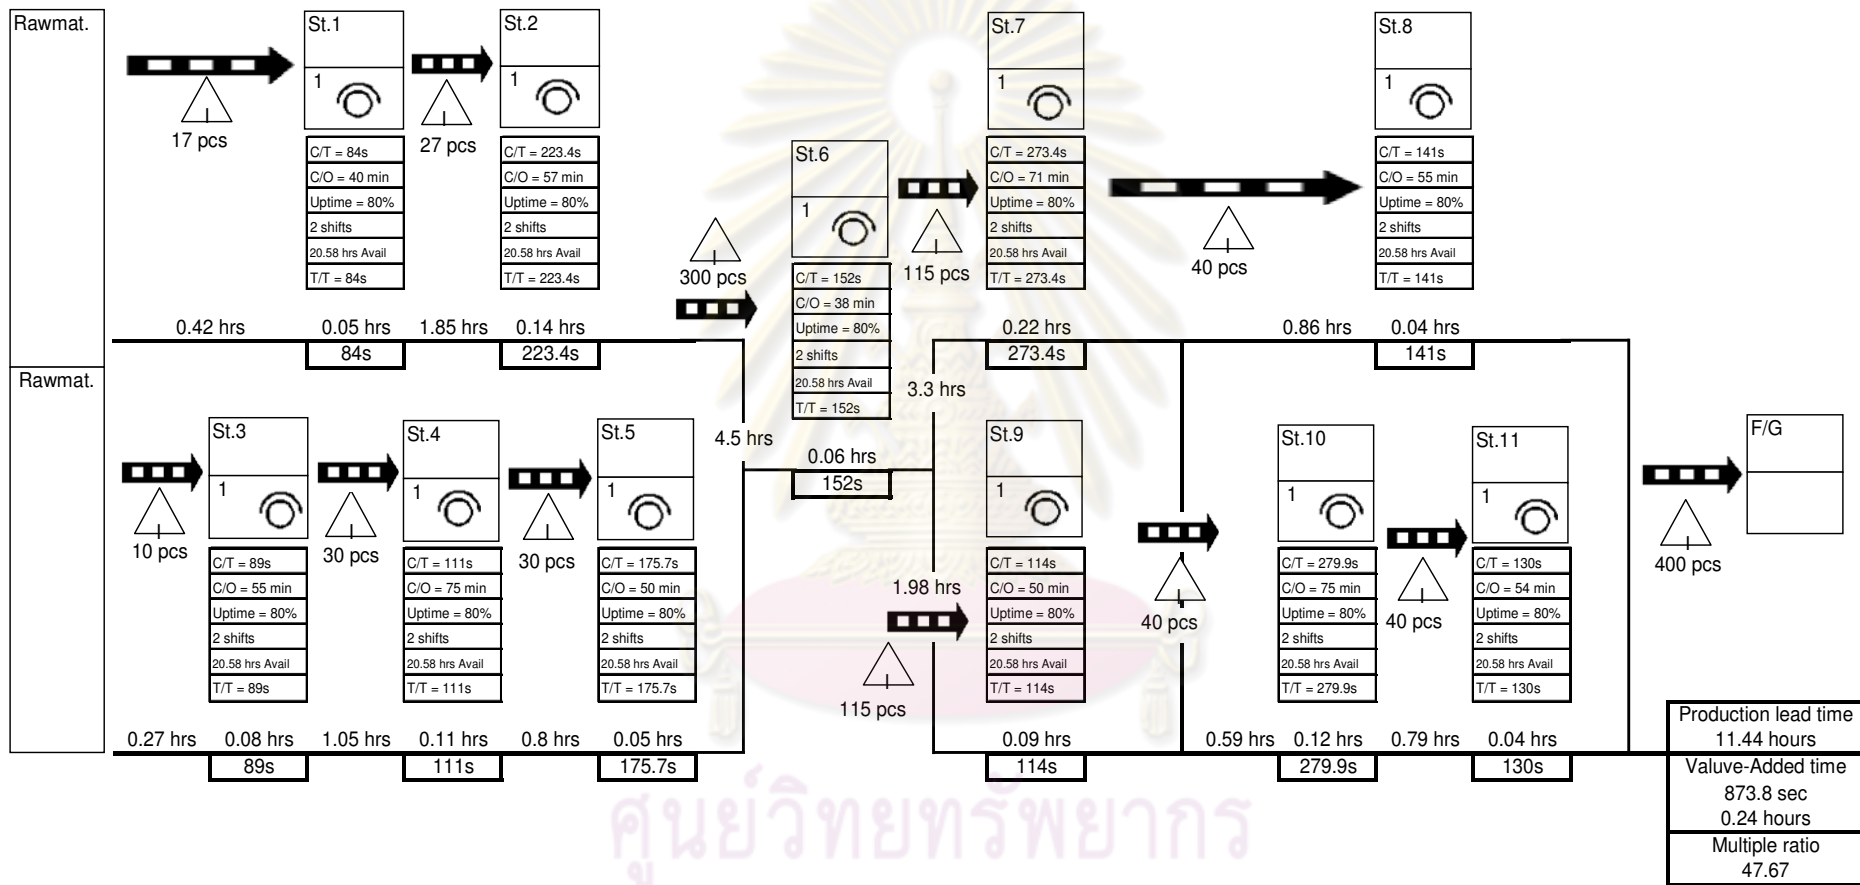 Rawmat.
St.1
1
St.2
1
17 pcs
27 pcs
C/T = 84s
C/O = 40 min
Uptime = 80%
2 shifts
20.58 hrs Avail
T/T = 84s
C/T = 223.4s
C/O = 57 min
Uptime = 80%
2 shifts
20.58 hrs Avail
T/T = 223.4s
300 pcs
St.6
1
C/T = 152s
C/O = 38 min
Uptime = 80%
2 shifts
20.58 hrs Avail
T/T = 152s
115 pcs
St.7
1
C/T = 273.4s
C/O = 71 min
Uptime = 80%
2 shifts
20.58 hrs Avail
T/T = 273.4s
40 pcs
St.8
1
C/T = 141s
C/O = 55 min
Uptime = 80%
2 shifts
20.58 hrs Avail
T/T = 141s
0.42 hrs
0.05 hrs
1.85 hrs
0.14 hrs
84s
223.4s
0.22 hrs
0.86 hrs
0.04 hrs
273.4s
141s
3.3 hrs
4.5 hrs
0.06 hrs
152s
1.98 hrs
Rawmat.
10 pcs
St.3
1
C/T = 89s
C/O = 55 min
Uptime = 80%
2 shifts
20.58 hrs Avail
T/T = 89s
30 pcs
St.4
1
C/T = 111s
C/O = 75 min
Uptime = 80%
2 shifts
20.58 hrs Avail
T/T = 111s
30 pcs
St.5
1
C/T = 175.7s
C/O = 50 min
Uptime = 80%
2 shifts
20.58 hrs Avail
T/T = 175.7s
115 pcs
St.9
1
C/T = 114s
C/O = 50 min
Uptime = 80%
2 shifts
20.58 hrs Avail
T/T = 114s
40 pcs
St.10
1
C/T = 279.9s
C/O = 75 min
Uptime = 80%
2 shifts
20.58 hrs Avail
T/T = 279.9s
40 pcs
St.11
1
C/T = 130s
C/O = 54 min
Uptime = 80%
2 shifts
20.58 hrs Avail
T/T = 130s
F/G
400 pcs
0.27 hrs
0.08 hrs
1.05 hrs
0.11 hrs
0.8 hrs
0.05 hrs
89s
111s
175.7s
0.09 hrs
0.59 hrs
0.12 hrs
0.79 hrs
0.04 hrs
114s
279.9s
130s
Production lead time
11.44 hours
Valuve-Added time
873.8 sec
0.24 hours
Multiple ratio
47.67
ศูนย์วิทยทรัพยากร